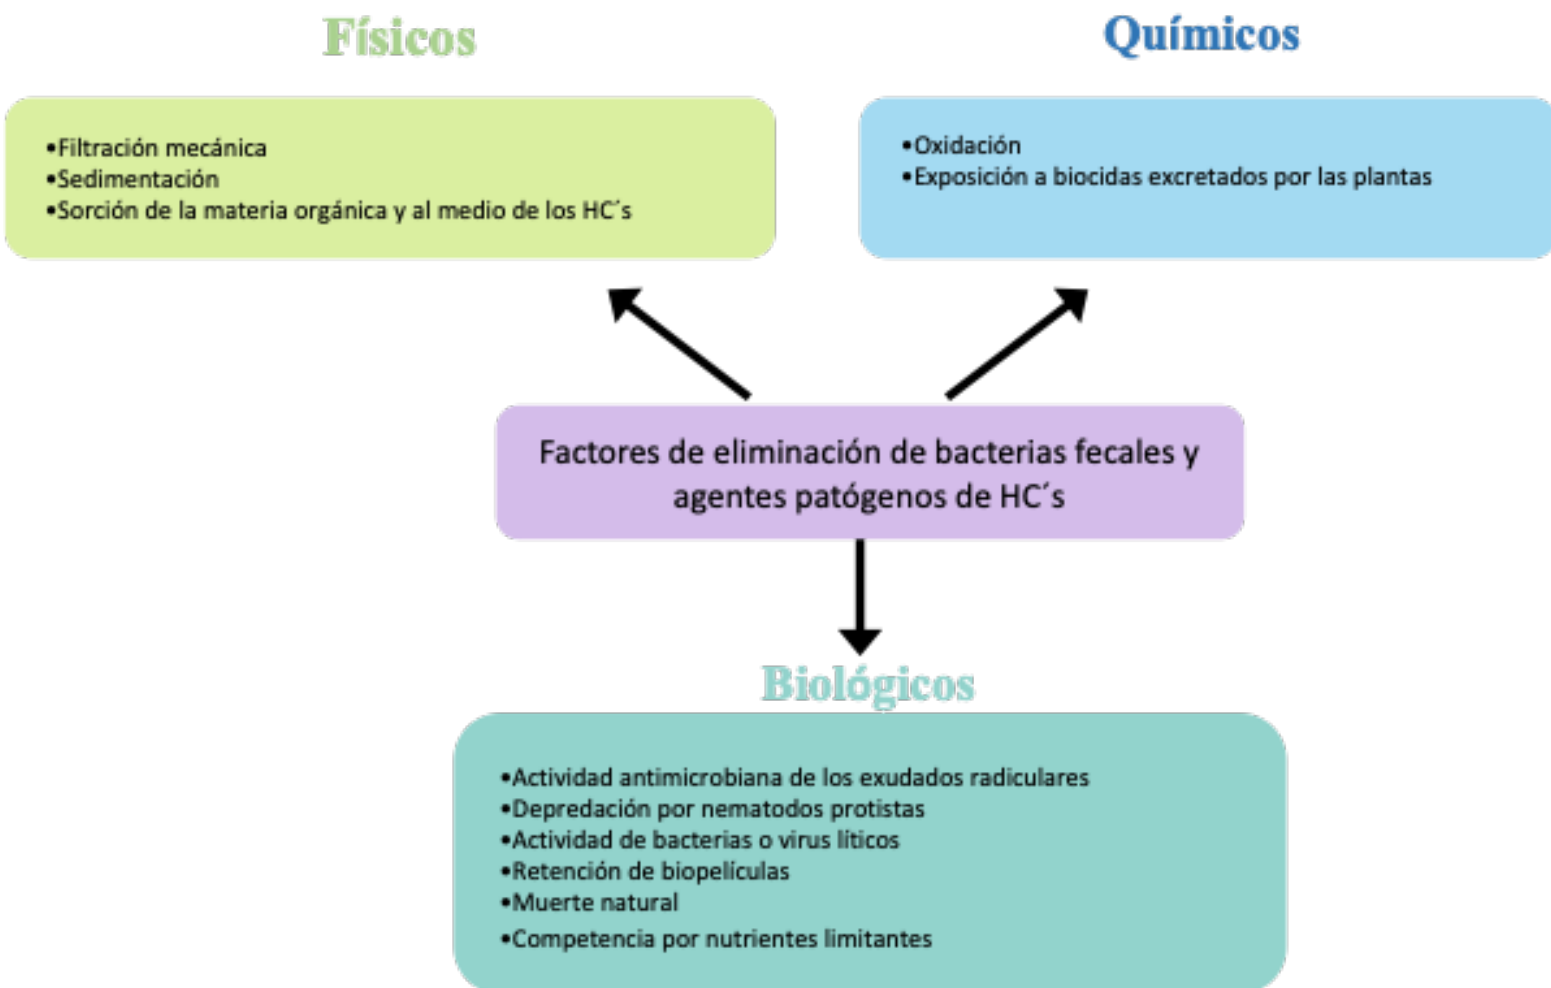 Físicos
•Filtración mecánica
•Sedimentación
•Sorción de la materia orgánica y al medio de los HC´s
Químicos
•Oxidación
•Exposición a biocidas excretados por las plantas
Factores de eliminación de bacterias fecales y
agentes patógenos de HC´s
Biológicos
•Actividad antimicrobiana de los exudados radiculares
•Depredación por nematodos protistas
•Actividad de bacterias o virus líticos
•Retención de biopelículas
•Muerte natural
•Competencia por nutrientes limitantes